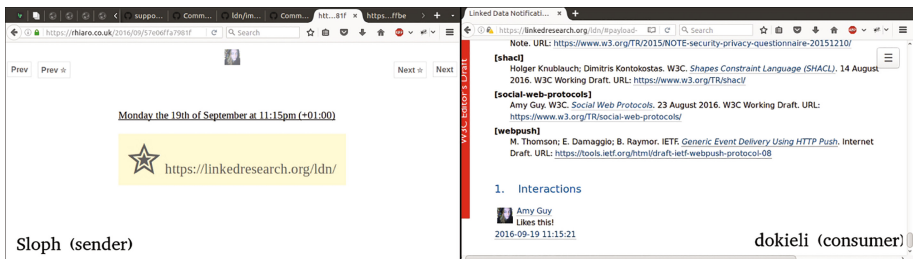 suppo...
Comm...
ldn/im...
Comm...
htt...81f
https...ffbe
https://rhiaro.co.uk/2016/09/57e06ffa7981f
Search
Prev
Prev ☆
Next ☆
Next
Monday the 19th of September at 11:15pm (+01:00)
https://linkedresearch.org/ldn/
Sloph (sender)
Linked Data Notificati...
https://linkedresearch.org/ldn/#payload-
Search
W3C Editor's Draft
Note. URL: https://www.w3.org/TR/2015/NOTE-security-privacy-questionnaire-20151210/
[shacl]
Holger Knublauch; Dimitris Kontokostas. W3C. Shapes Constraint Language (SHACL). 14 August
2016. W3C Working Draft. URL: https://www.w3.org/TR/shacl/
[social-web-protocols]
Amy Guy. W3C. Social Web Protocols. 23 August 2016. W3C Working Draft. URL:
https://www.w3.org/TR/social-web-protocols/
[webpush]
M. Thomson; E. Damaggio; B. Raymor. IETF. Generic Event Delivery Using HTTP Push. Internet
Draft. URL: https://tools.ietf.org/html/draft-ietf-webpush-protocol-08
1. Interactions
Amy Guy
Likes this!
2016-09-19 11:15:21
dokieli (consumer)